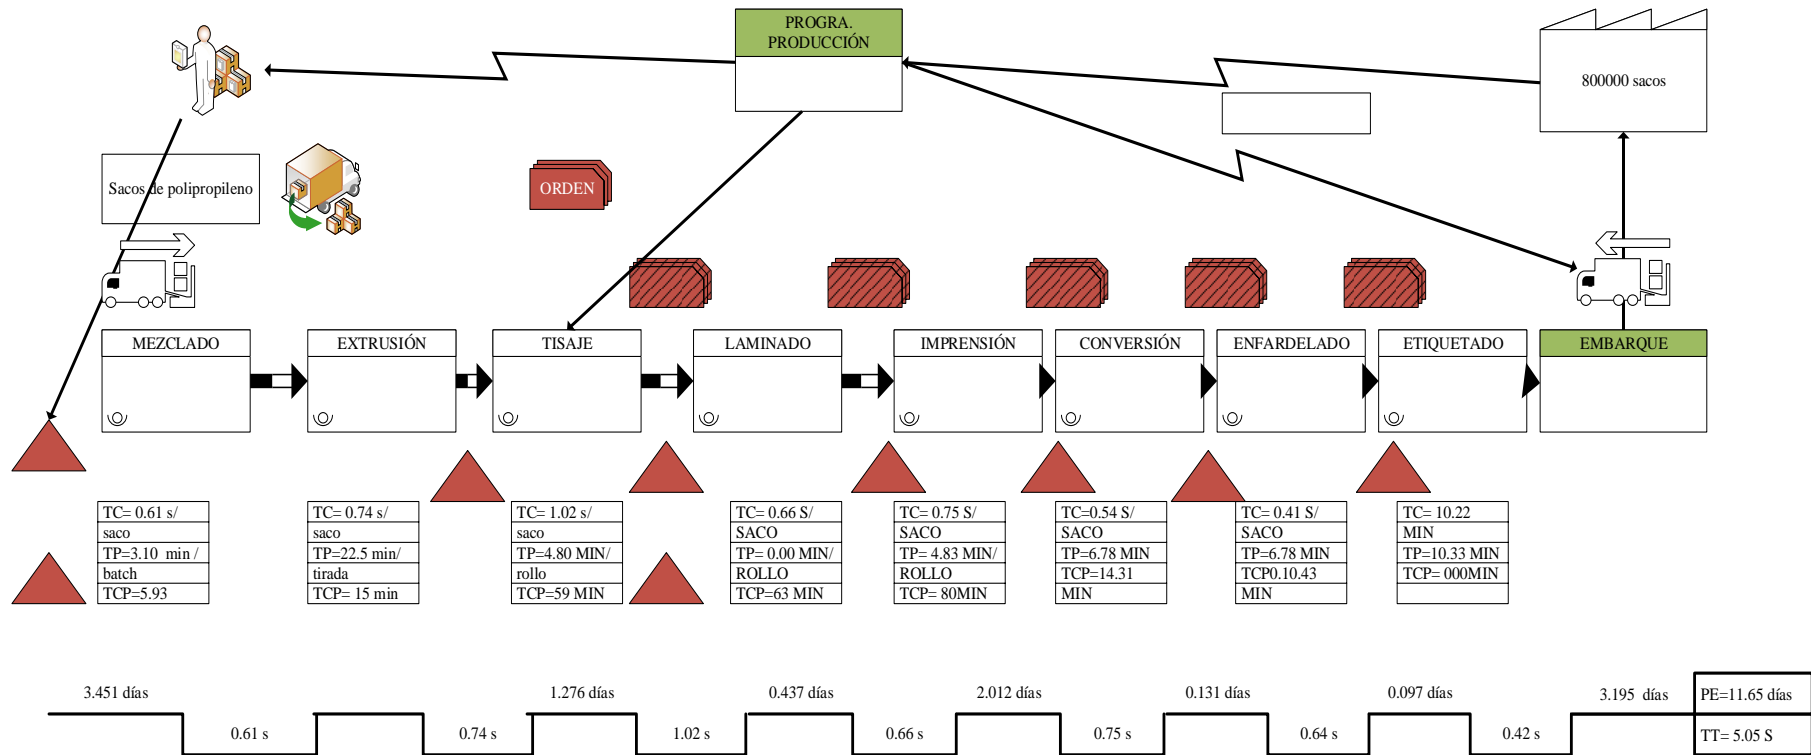 PROGRA.
PRODUCCIÓN
800000 sacos
Sacos de polipropileno
ORDEN
MEZCLADO
EXTRUSIÓN
TISAJE
LAMINADO
IMPRENSIÓN
CONVERSIÓN
ENFARDELADO
ETIQUETADO
EMBARQUE
TC= 0.61 s/
saco
TP=3.10 min /
batch
TCP=5.93
TC= 0.74 s/
saco
TP=22.5 min/
tirada
TCP= 15 min
TC= 1.02 s/
saco
TP=4.80 MIN/
rollo
TCP=59 MIN
TC= 0.66 S/
SACO
TP= 0.00 MIN/
ROLLO
TCP=63 MIN
TC= 0.75 S/
SACO
TP= 4.83 MIN/
ROLLO
TCP= 80MIN
TC=0.54 S/
SACO
TP=6.78 MIN
TCP=14.31
MIN
TC= 0.41 S/
SACO
TP=6.78 MIN
TCP0.10.43
MIN
TC= 10.22
MIN
TP=10.33 MIN
TCP= 000MIN
3.451 días
1.276 días
0.437 días
2.012 días
0.131 días
0.097 días
3.195 días
PE=11.65 días
0.61 s
0.74 s
1.02 s
0.66 s
0.75 s
0.64 s
0.42 s
TT= 5.05 S